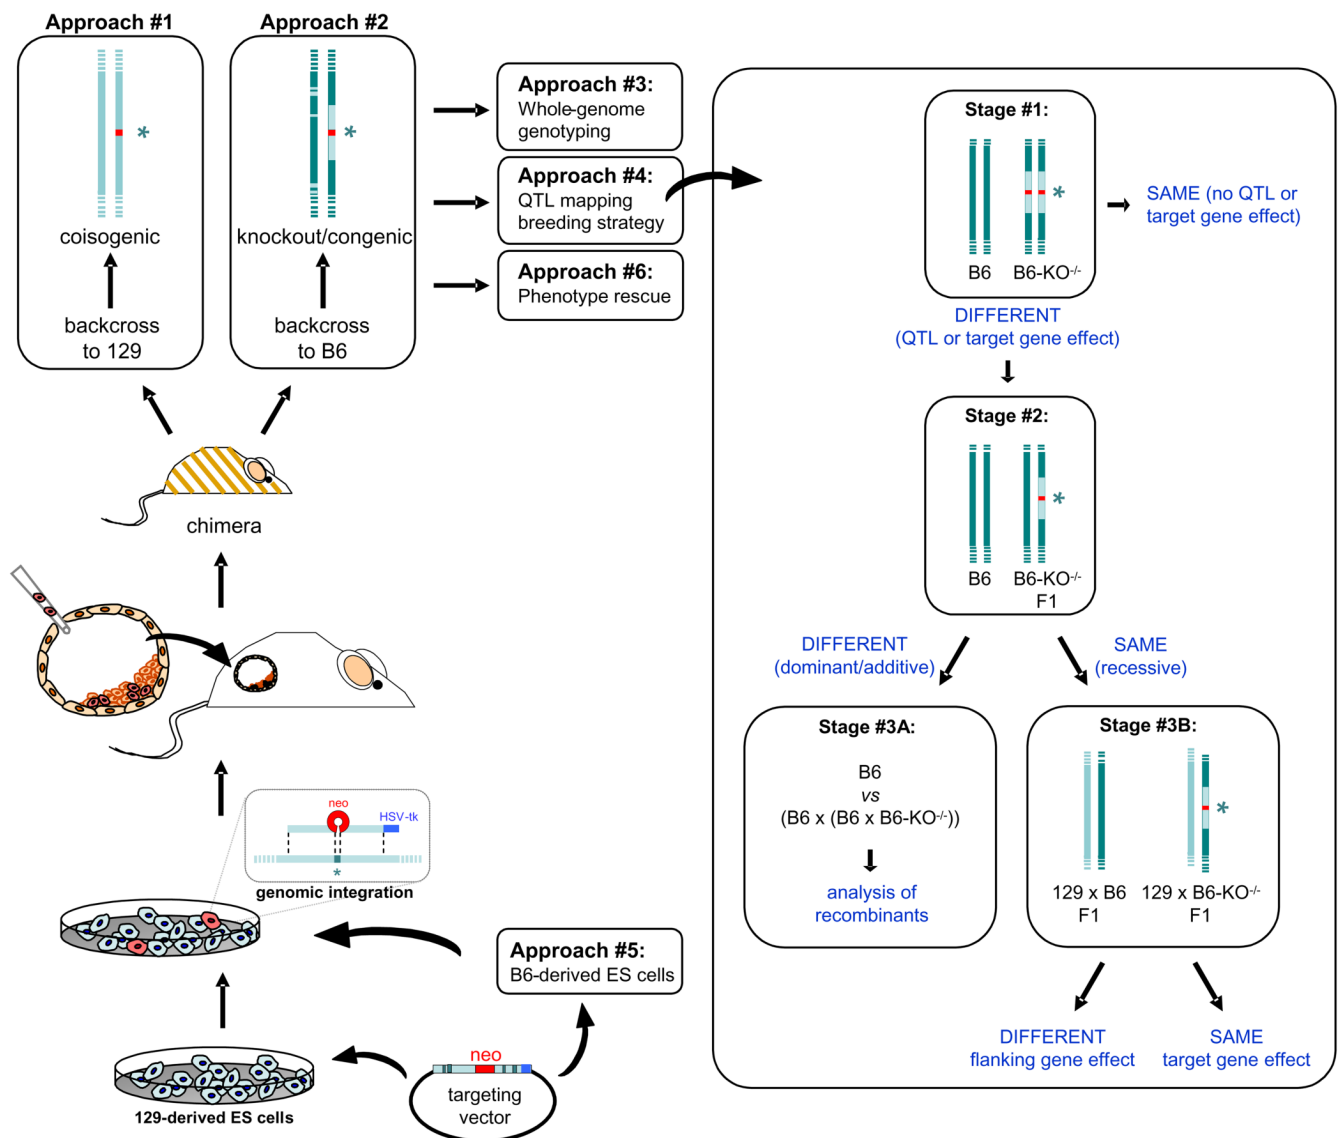 Approach #1
coisogenic
backcross
to 129
Approach #2
knockout/congenic
backcross
to B6
Approach #3:
Whole-genome
genotyping
Approach #4:
QTL mapping
breeding strategy
Approach #6:
Phenotype rescue
chimera
neo
HSV-tk
*
genomic integration
Approach #5:
B6-derived ES cells
129-derived ES cells
neo
targeting
vector
Stage #1:
*
B6 B6-KO-/-
SAME (no QTL or
target gene effect)
DIFFERENT
(QTL or target gene effect)
Stage #2:
*
B6 B6-KO-/-
F1
DIFFERENT
(dominant/additive)
SAME
(recessive)
Stage #3A:
B6
vs
(B6 x (B6 x B6-KO-/-))
analysis of
recombinants
Stage #3B:
*
129 x B6 129 x B6-KO-/-
F1 F1
DIFFERENT
flanking gene effect
SAME
target gene effect